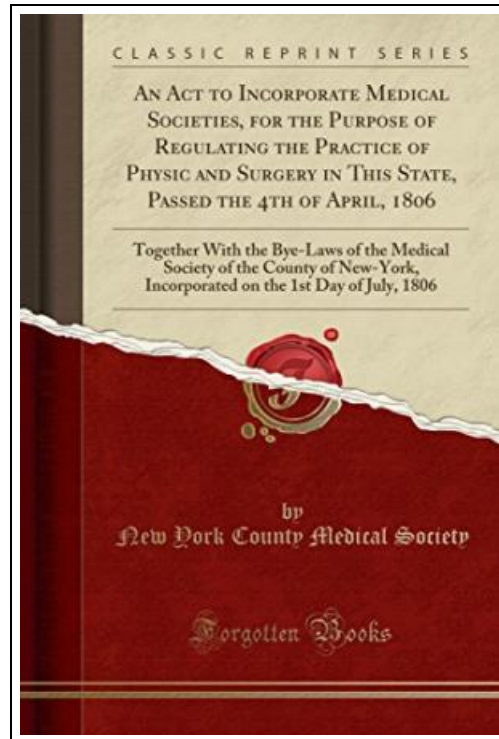 CLASSIC REPRINT SERIES
AN ACT TO INCORPORATE MEDICAL
SOCIETIES, FOR THE PURPOSE OF
REGULATING THE PRACTICE OF
PHYSIC AND SURGERY IN THIS STATE,
PASSED THE 4TH OF APRIL, 1806
Together With the Bye-Laws of the Medical
Society of the County of New-York,
Incorporated on the 1st Day of July, 1806
by
New York County Medical Society
Forgotten Books